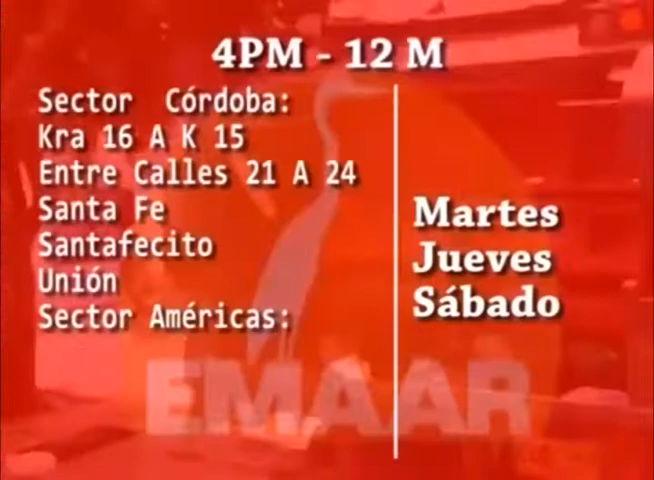 4PM - 12 M
Sector Córdoba:
Kra 16 A K 15
Entre Calles 21 A 24
Santa Fe
Santafecito
Unión
Sector Américas:
Martes
Jueves
Sábado
EMAAR